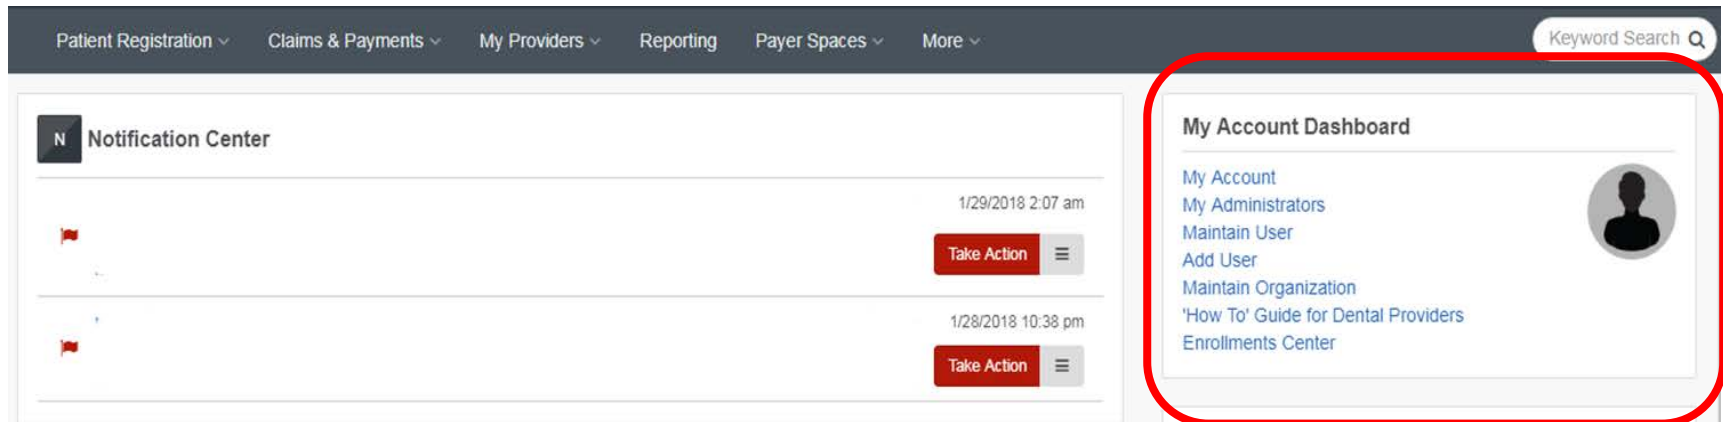 Patient Registration Claims & Payments My Providers Reporting Payer Spaces More Keyword Search
N Notification Center
1/29/2018 2:07 am
Take Action
1/28/2018 10:38 pm
Take Action
My Account Dashboard
My Account
My Administrators
Maintain User
Add User
Maintain Organization
'How To' Guide for Dental Providers
Enrollments Center